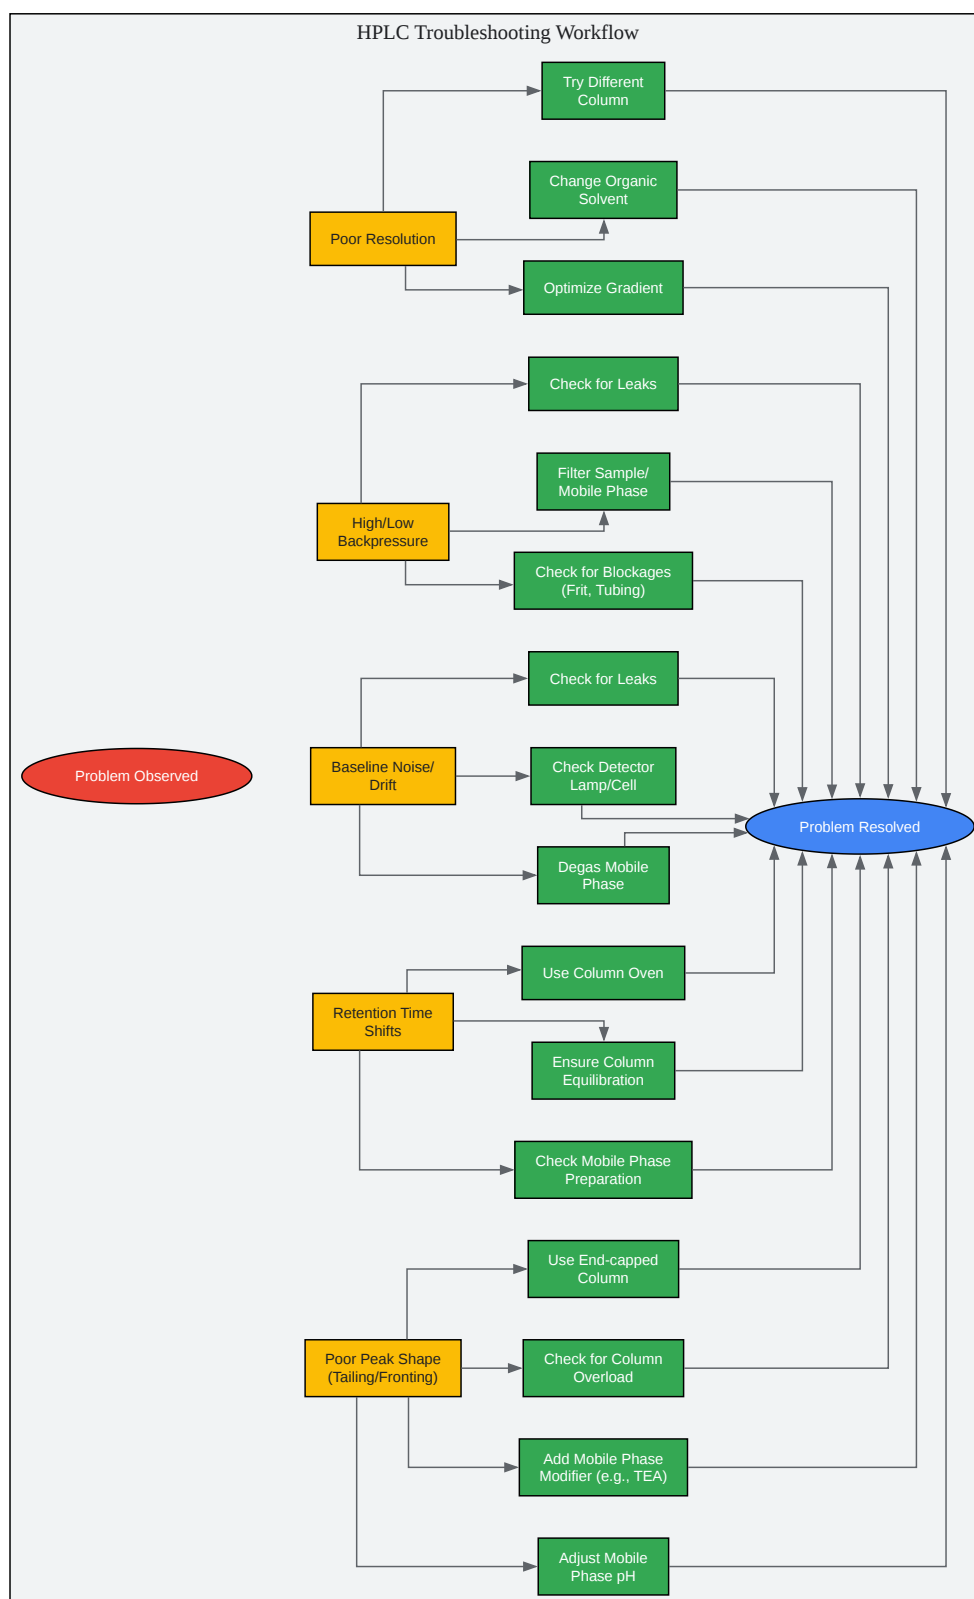 HPLC Troubleshooting Workflow
Try Different
Column
Change Organic
Solvent
Poor Resolution
Optimize Gradient
Check for Leaks
Filter Sample/
Mobile Phase
High/Low
Backpressure
Check for Blockages
(Frit, Tubing)
Check for Leaks
Problem Observed
Baseline Noise/
Drift
Check Detector
Lamp/Cell
Problem Resolved
Degas Mobile
Phase
Use Column Oven
Retention Time
Shifts
Ensure Column
Equilibration
Check Mobile Phase
Preparation
Use End-capped
Column
Poor Peak Shape
(Tailing/Fronting)
Check for Column
Overload
Add Mobile Phase
Modifier (e.g., TEA)
Adjust Mobile
Phase pH